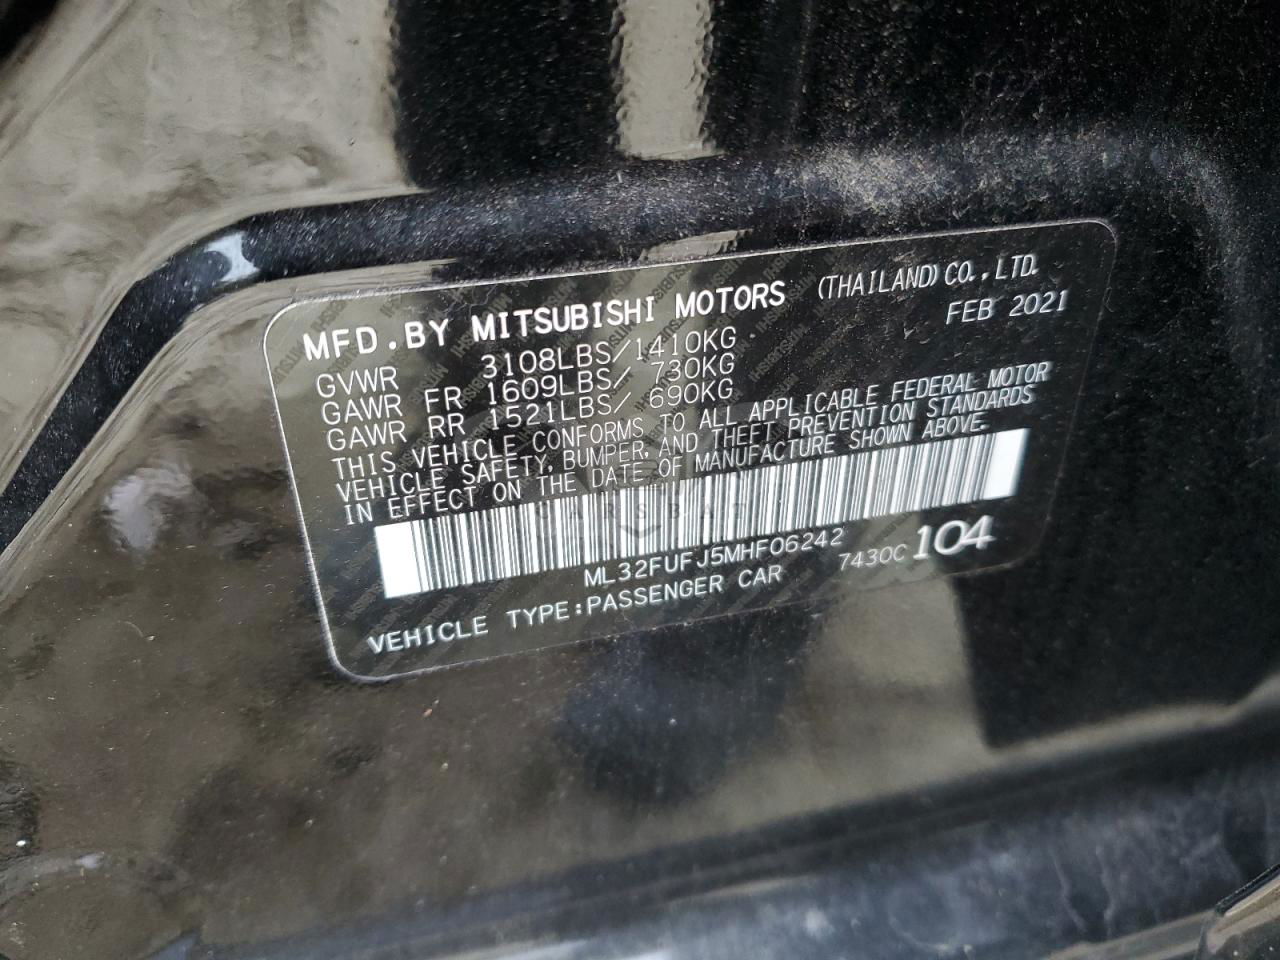 MFD.BY MITSUBISHI MOTORS (THAILAND) CO.,LTD.
FEB 2021
GVWR 3108LBS/1410KG
GAWR FR 1609LBS/ 730KG
GAWR RR 1521LBS/ 690KG
THIS VEHICLE CONFORMS TO ALL APPLICABLE FEDERAL MOTOR
VEHICLE SAFETY, BUMPER, AND THEFT PREVENTION STANDARDS
IN EFFECT ON THE DATE OF MANUFACTURE SHOWN ABOVE.
ML32FUFJ5MHF06242
7430C 104
VEHICLE TYPE:PASSENGER CAR